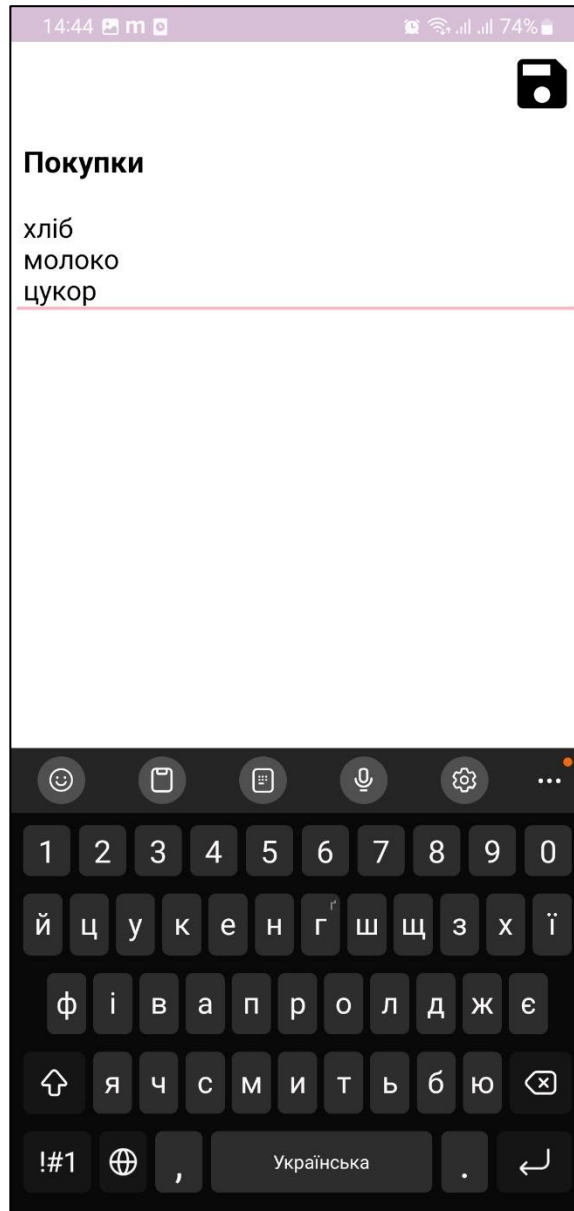 14:44 m 74%
Покупки
хліб
молоко
цукор
1 2 3 4 5 6 7 8 9 0
й ц у к е н г ґ ш щ з х ї
ф і в а п р о л д ж є
я ч с м и т ь б ю
!#1 , Українська .